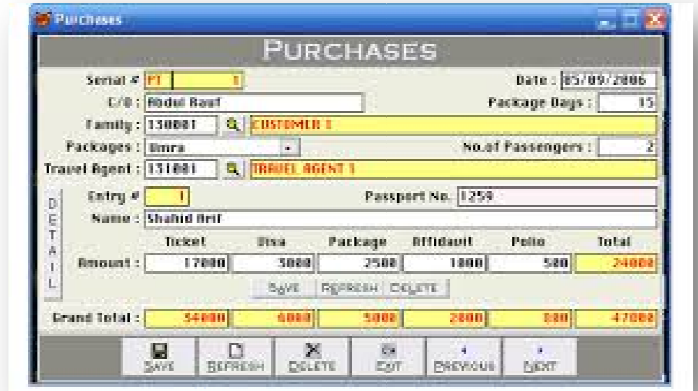 Purchases
PURCHASES
Serial # PT 1 Date : 05/09/2006
C/O : Abdul Rauf Package Days : 15
Family : 130001 CUSTOMER 1
Packages : Umra No.of Passengers : 2
Travel Agent : 131001 TRAVEL AGENT 1
DETAIL
Entry # 1 Passport No. 1259
Name : Shahid Arif
Ticket Visa Package Affidavit Polio Total
Amount : 17000 3000 2500 1000 500 24000
SAVE REFRESH DELETE
Grand Total : 34000 6000 5000 2000 47000
SAVE REFRESH DELETE EXIT PREVIOUS NEXT